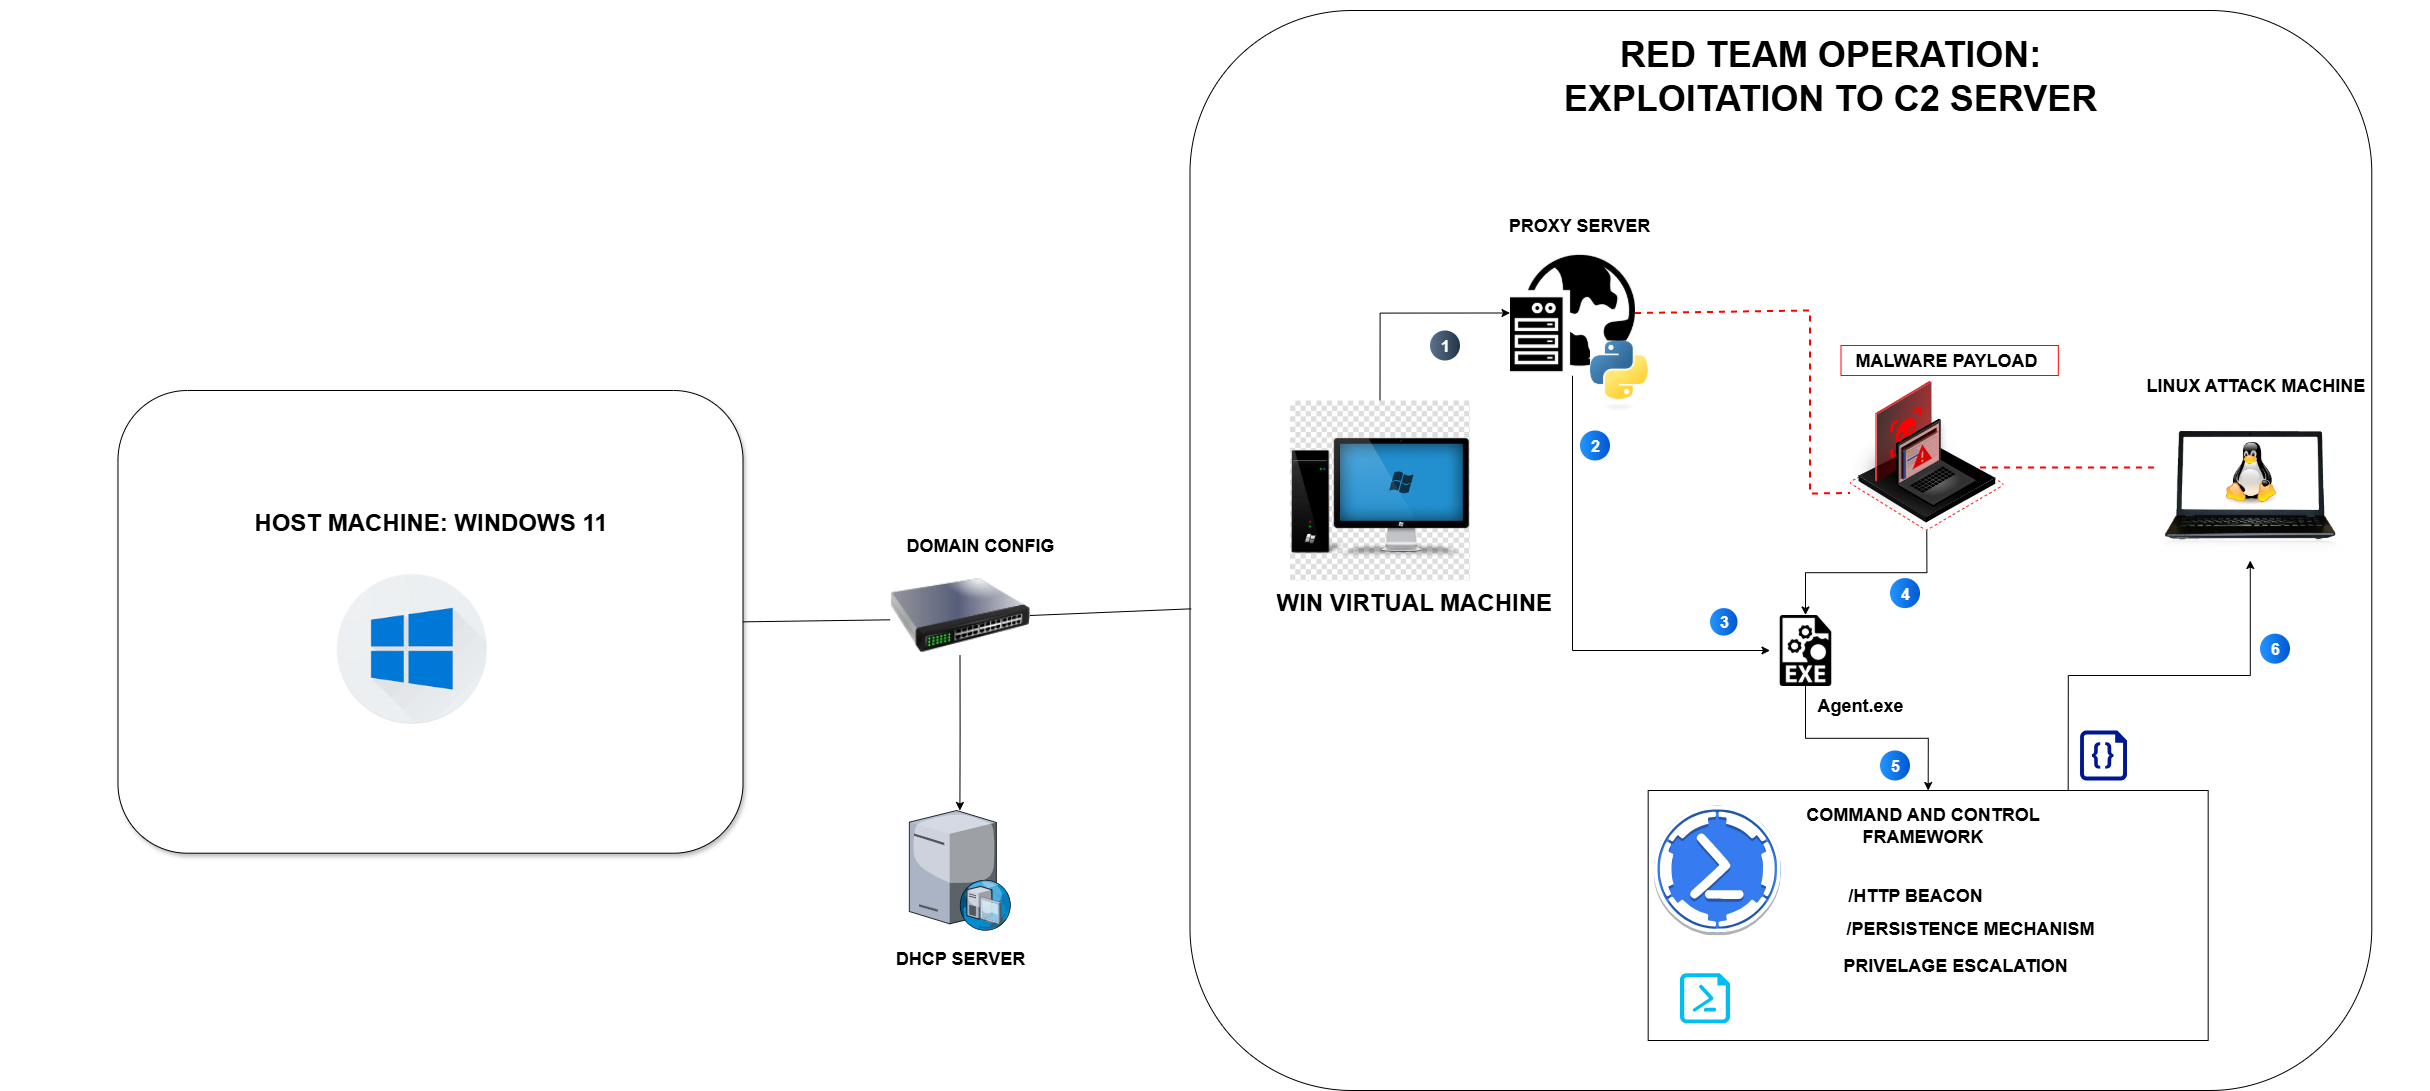 RED TEAM OPERATION:
EXPLOITATION TO C2 SERVER
PROXY SERVER
1
MALWARE PAYLOAD
LINUX ATTACK MACHINE
2
HOST MACHINE: WINDOWS 11
DOMAIN CONFIG
WIN VIRTUAL MACHINE
3
4
6
EXE
Agent.exe
{}
5
COMMAND AND CONTROL
FRAMEWORK
/HTTP BEACON
/PERSISTENCE MECHANISM
PRIVELAGE ESCALATION
DHCP SERVER